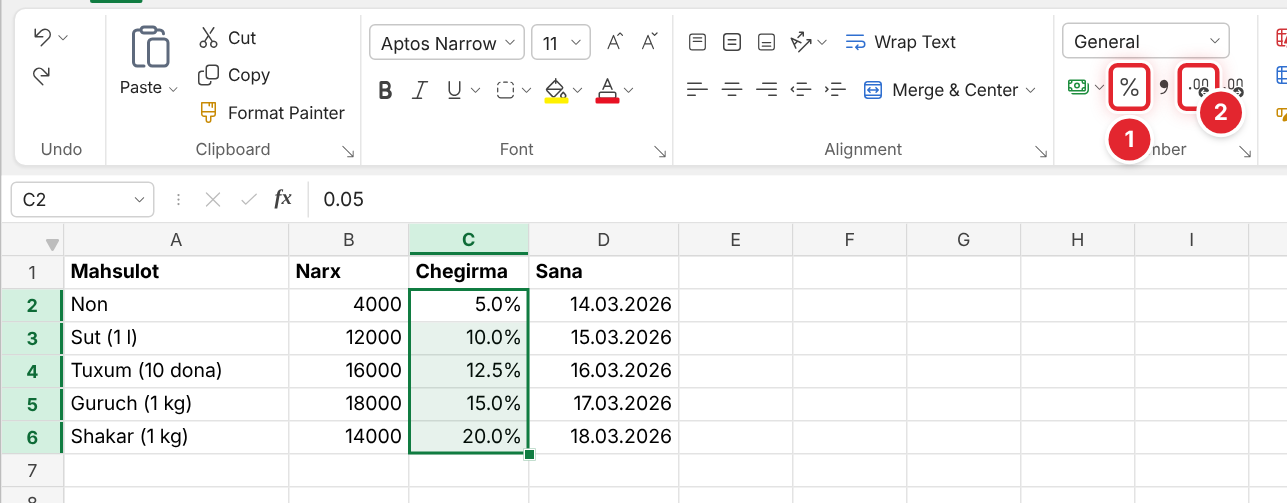 Cut
Copy
Format Painter
Paste
Undo
Clipboard
Aptos Narrow
11
B I U
A
Font
Wrap Text
Merge & Center
Alignment
General
%
,
.00
.00
1
2
C2
fx
0.05
A B C D E F G H I
1 Mahsulot Narx Chegirma Sana
2 Non 4000 5.0% 14.03.2026
3 Sut (1 l) 12000 10.0% 15.03.2026
4 Tuxum (10 dona) 16000 12.5% 16.03.2026
5 Guruch (1 kg) 18000 15.0% 17.03.2026
6 Shakar (1 kg) 14000 20.0% 18.03.2026
7